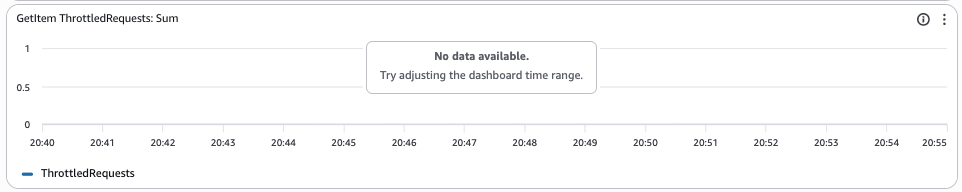 GetItem ThrottledRequests: Sum
1
No data available.
Try adjusting the dashboard time range.
0.5
0
20:40 20:41 20:42 20:43 20:44 20:45 20:46 20:47 20:48 20:49 20:50 20:51 20:52 20:53 20:54 20:55
ThrottledRequests